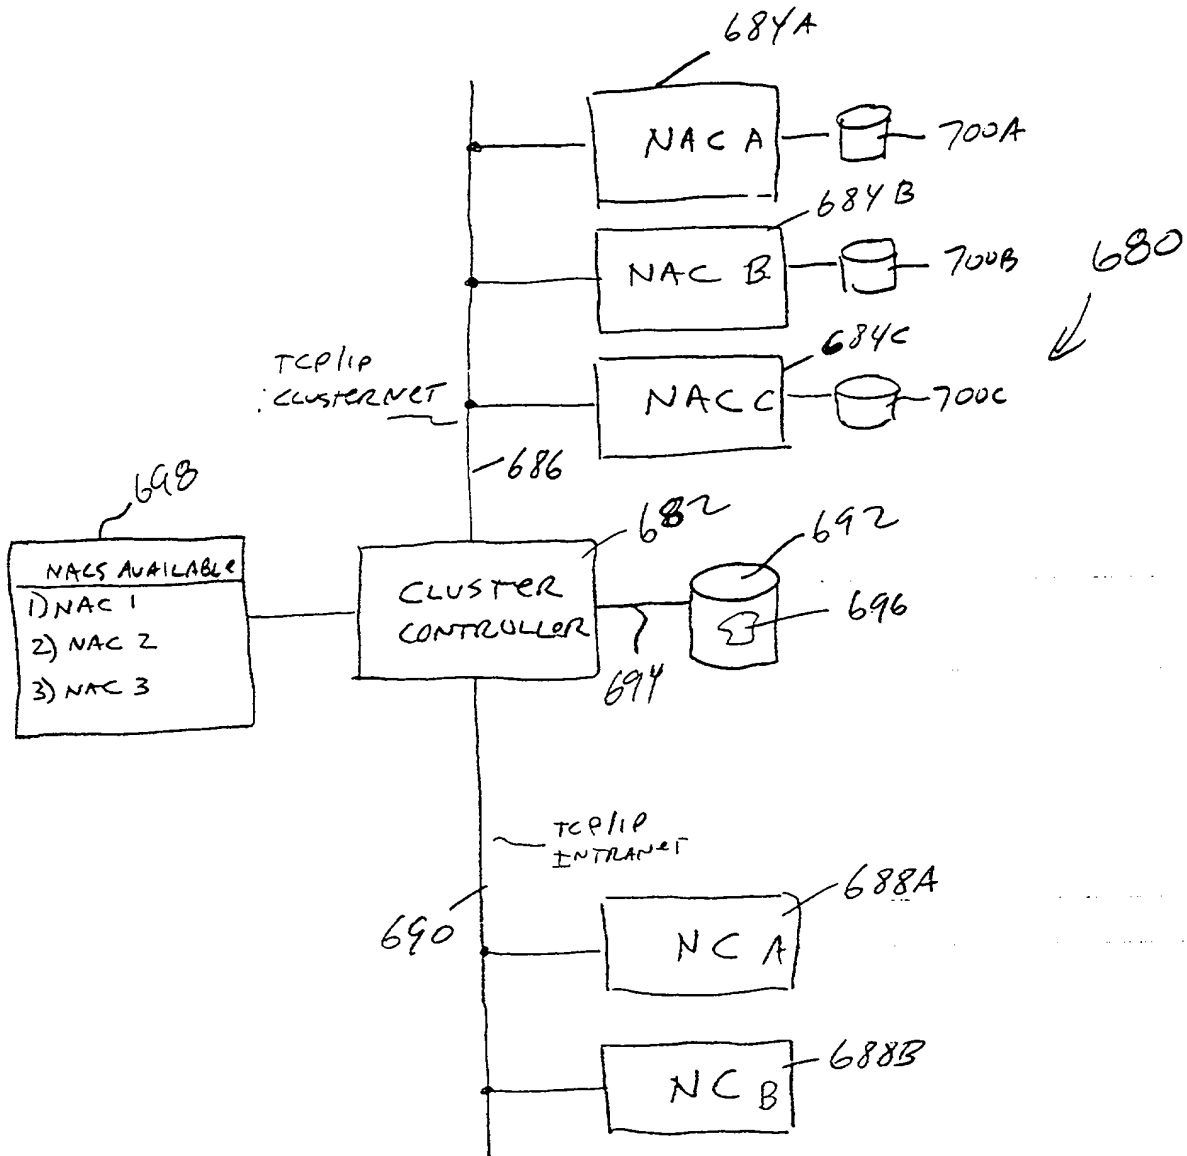 684A
NAC A
700A
684B
NAC B
700B
680
684C
NAC C
700C
TCP/IP
CLUSTERNET
686
698
682
692
NACS AVAILABLE
1) NAC 1
2) NAC 2
3) NAC 3
CLUSTER
CONTROLLER
696
694
TCP/IP
INTRANET
688A
690
NC A
688B
NC B